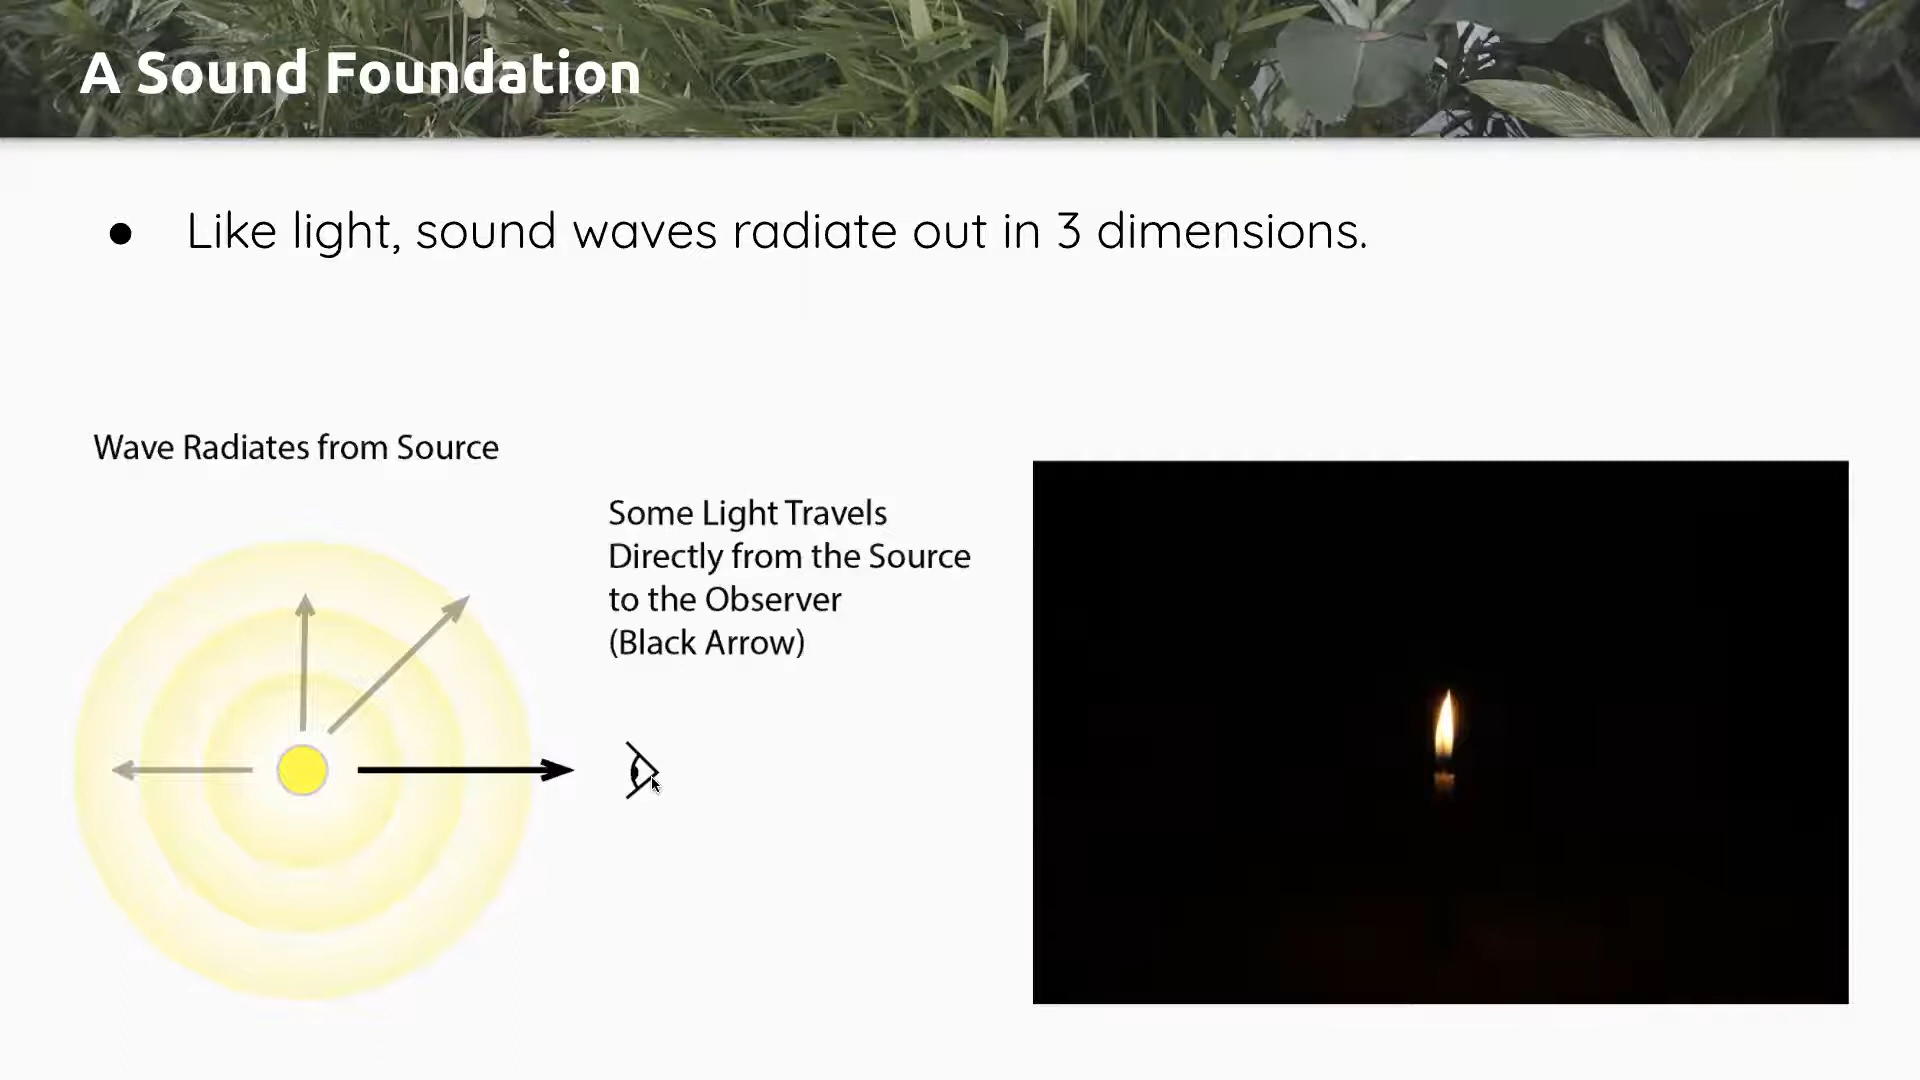 A Sound Foundation
● Like light, sound waves radiate out in 3 dimensions.
Wave Radiates from Source
Some Light Travels
Directly from the Source
to the Observer
(Black Arrow)